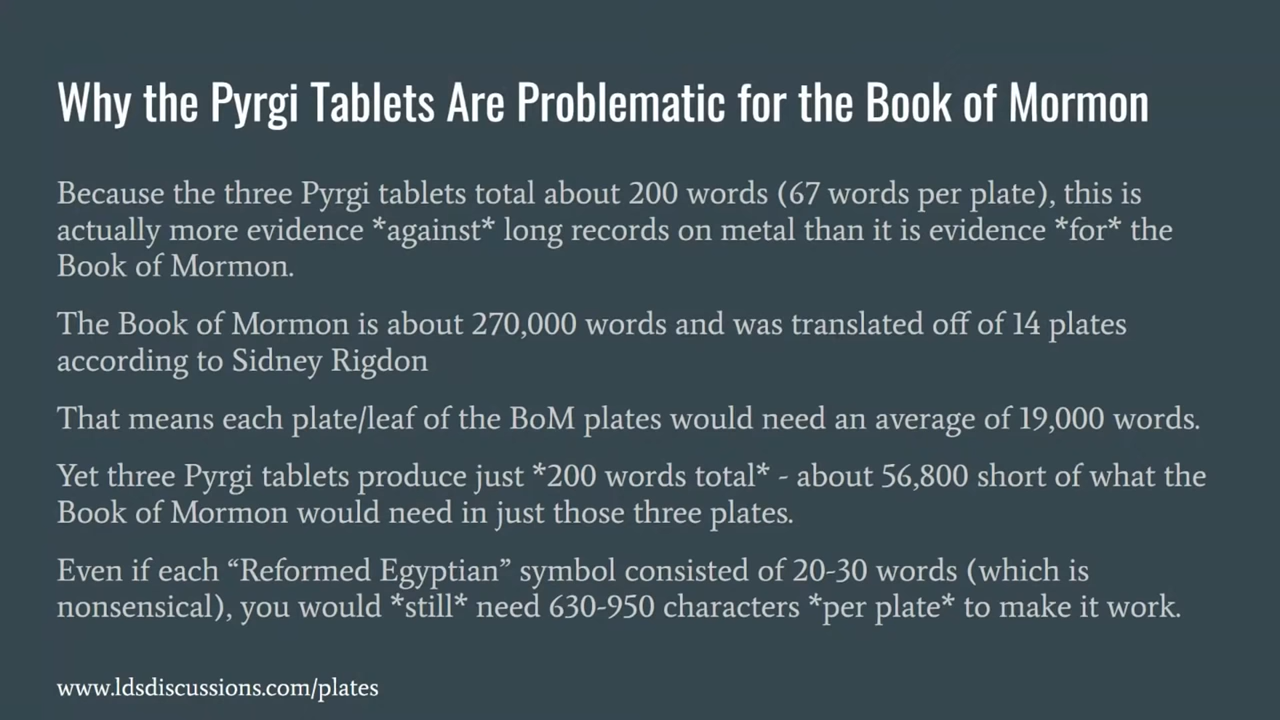 Why the Pyrgi Tablets Are Problematic for the Book of Mormon
Because the three Pyrgi tablets total about 200 words (67 words per plate), this is
actually more evidence *against* long records on metal than it is evidence *for* the
Book of Mormon.
The Book of Mormon is about 270,000 words and was translated off of 14 plates
according to Sidney Rigdon
That means each plate/leaf of the BoM plates would need an average of 19,000 words.
Yet three Pyrgi tablets produce just *200 words total* - about 56,800 short of what the
Book of Mormon would need in just those three plates.
Even if each “Reformed Egyptian” symbol consisted of 20-30 words (which is
nonsensical), you would *still* need 630-950 characters *per plate* to make it work.
www.ldsdiscussions.com/plates